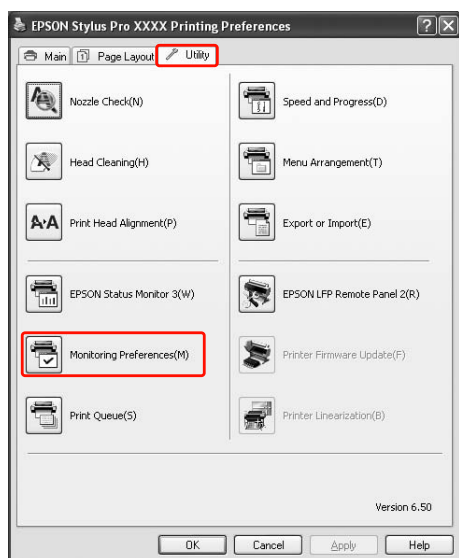 EPSON Stylus Pro XXXX Printing Preferences
Main Page Layout Utility
Nozzle Check(N)
Speed and Progress(D)
Head Cleaning(H)
Menu Arrangement(T)
Print Head Alignment(P)
Export or Import(E)
EPSON Status Monitor 3(W)
EPSON LFP Remote Panel 2(R)
Monitoring Preferences(M)
Printer Firmware Update(F)
Print Queue(S)
Printer Linearization(B)
Version 6.50
OK Cancel Apply Help